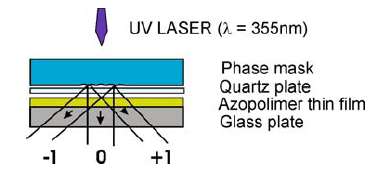 UV LASER (λ = 355nm)
Phase mask
Quartz plate
Azopolimer thin film
Glass plate
-1 0 +1